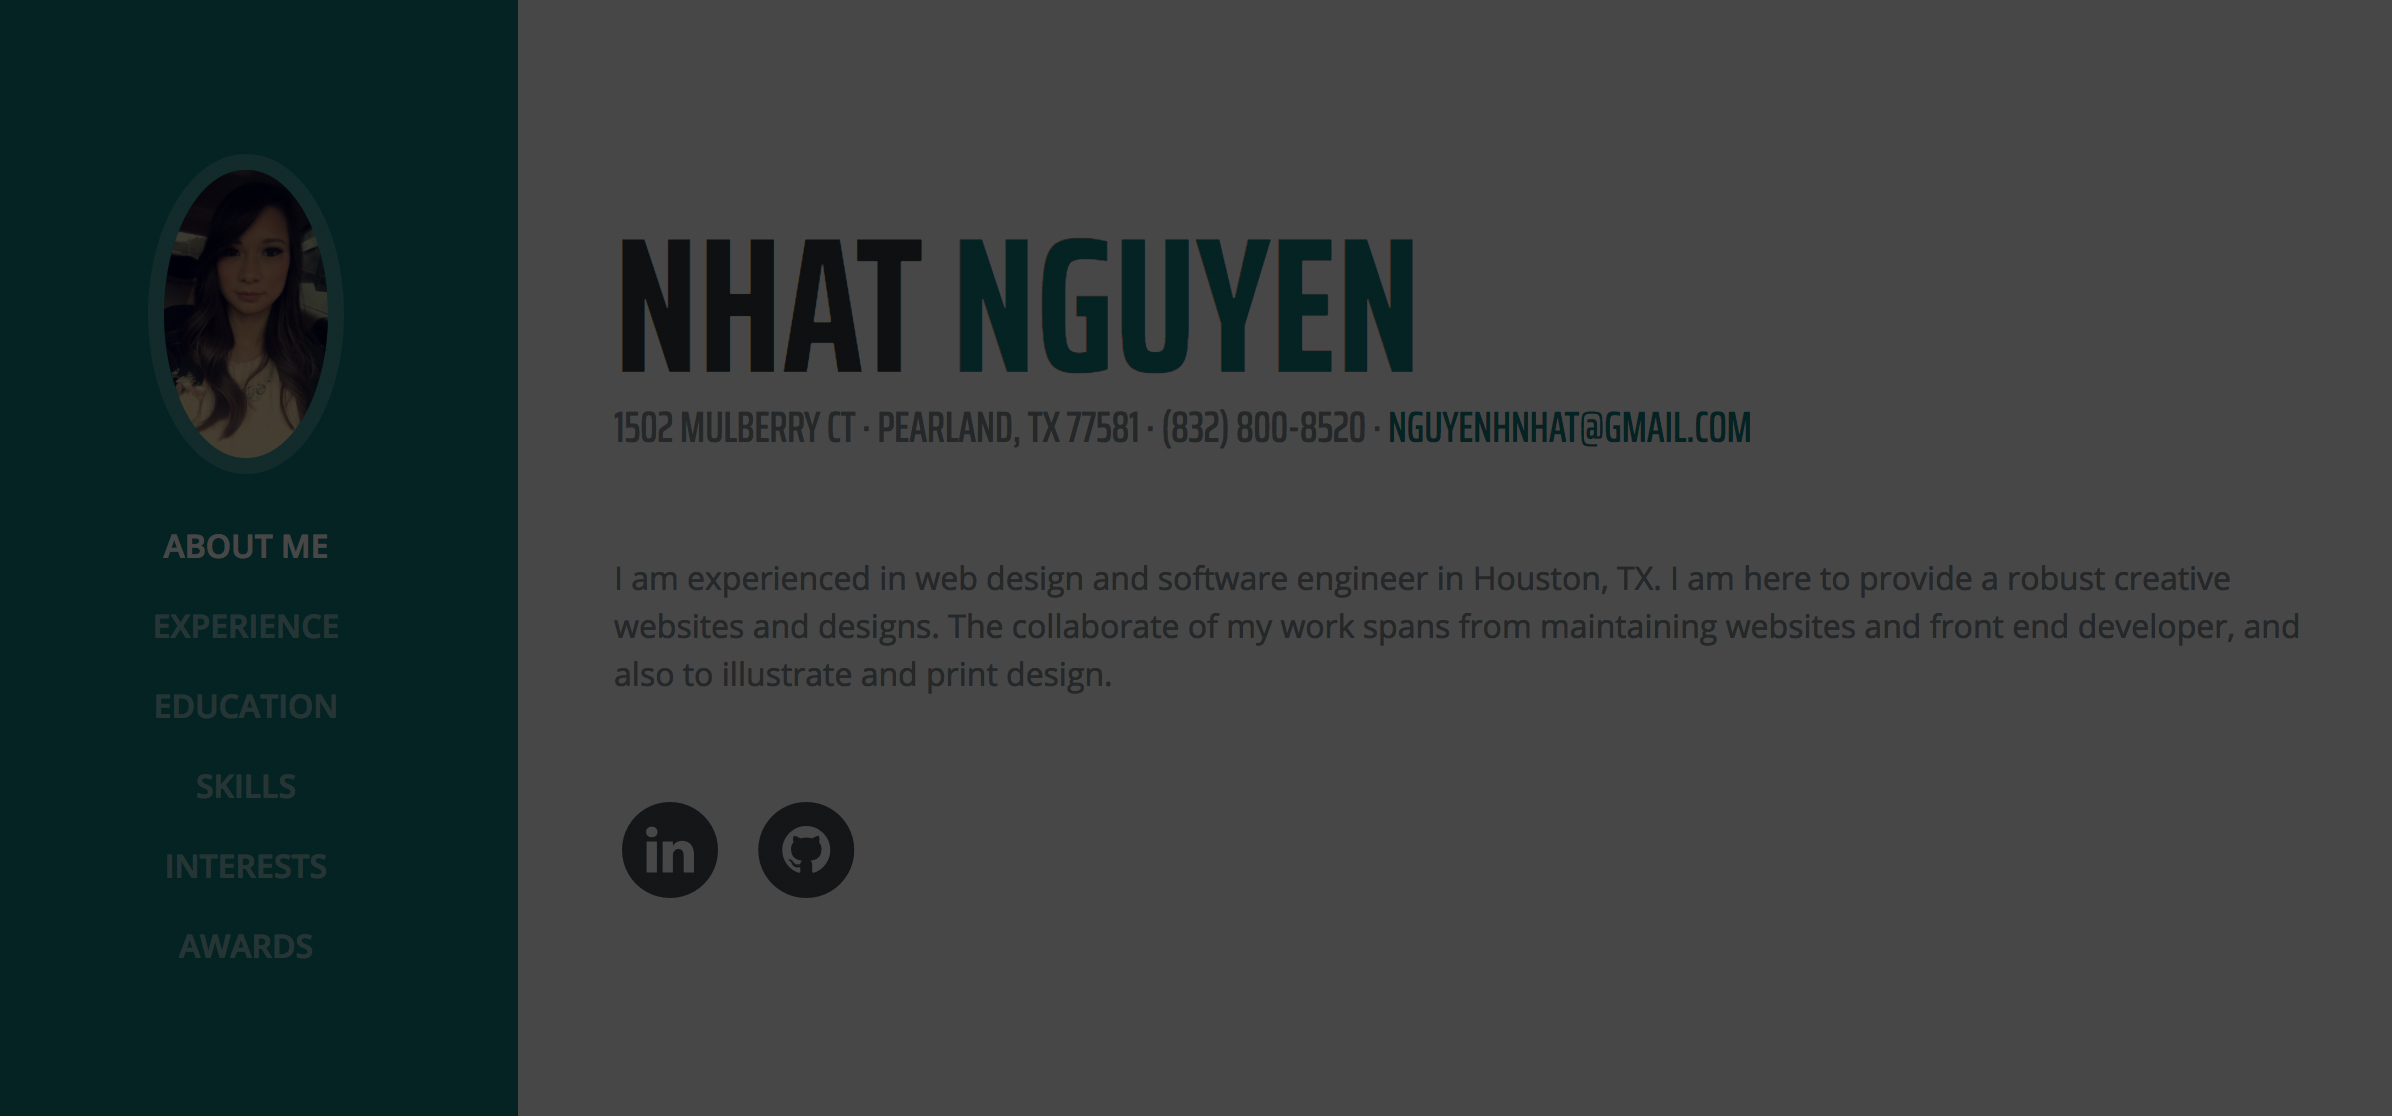 ABOUT ME
EXPERIENCE
EDUCATION
SKILLS
INTERESTS
AWARDS
NHAT NGUYEN
1502 MULBERRY CT · PEARLAND, TX 77581 · (832) 800-8520 · NGUYENHNHAT@GMAIL.COM
I am experienced in web design and software engineer in Houston, TX. I am here to provide a robust creative
websites and designs. The collaborate of my work spans from maintaining websites and front end developer, and
also to illustrate and print design.
in